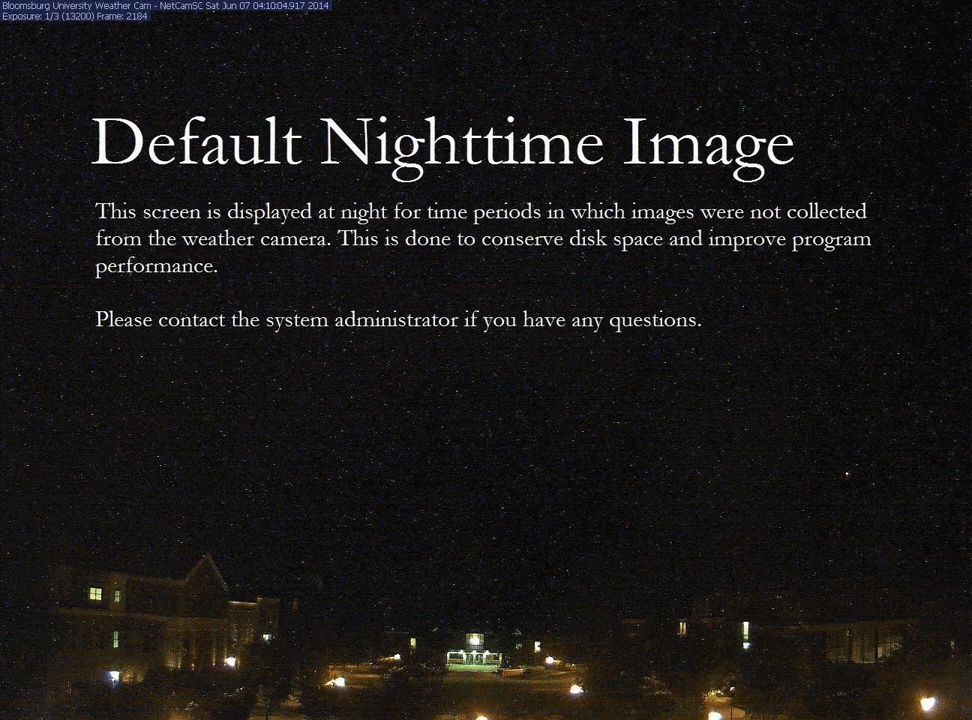 Bloomsburg University Weather Cam - NetCamSC Sat Jun 07 04:10:04.917 2014
Exposure: 1/3 (13200) Frame: 2184
Default Nighttime Image
This screen is displayed at night for time periods in which images were not collected
from the weather camera. This is done to conserve disk space and improve program
performance.
Please contact the system administrator if you have any questions.